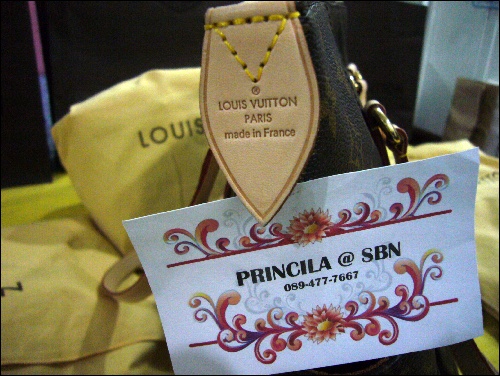 ®
LOUIS VUITTON
PARIS
made in France
LOUIS
PRINCILA @ SBN
089-477-7667